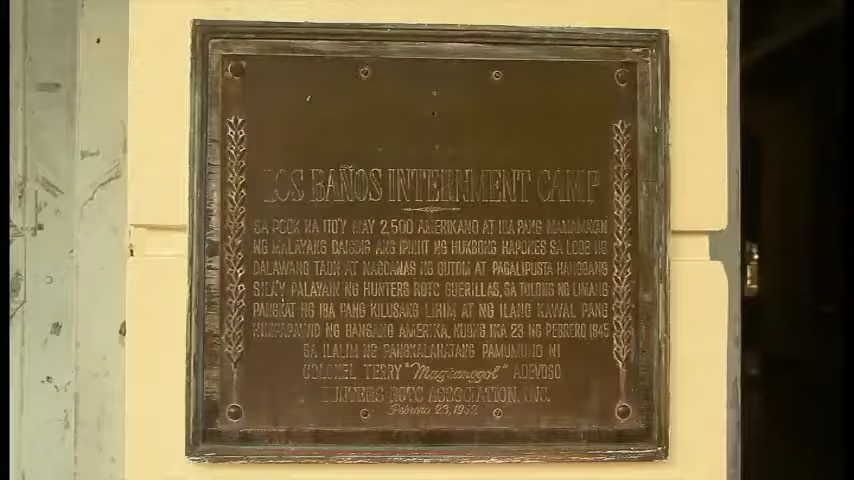 LOS BAÑOS INTERNMENT CAMP
SA POOK NA ITO'Y MAY 2,500 AMERIKANO AT IBA PANG MAMAMAYAN
NG MALAYANG DAIGDIG ANG IPINIIT NG HUKBONG HAPONES SA LOOB NG
DALAWANG TAON AT NAGDANAS NG GUTOM AT PAGALIPUSTA HANGGANG
SILA'Y PALAYAIN NG HUNTERS ROTC GUERILLAS, SA TULONG NG LIMANG
PANGKAT NG IBA PANG KILUSANG LIHIM AT NG ILANG KAWAL PANG
HIMPAPAWID NG BANSANG AMERIKA, NUONG IKA 23 NG PEBRERO 1945
SA ILALIM NG PANGKALAHATANG PAMUMUNO NI
COLONEL TERRY "Magtanggol" ADEVOSO
HUNTERS ROTC ASSOCIATION, INC.
Pebrero 23, 1952